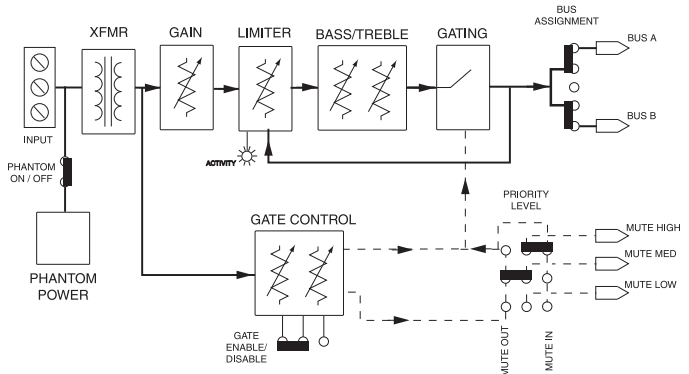 BUS
ASSIGNMENT
XFMR
GAIN
LIMITER
BASS/TREBLE
GATING
BUS A
BUS B
INPUT
ACTIVITY
PHANTOM
ON / OFF
PHANTOM
POWER
GATE CONTROL
GATE
ENABLE/
DISABLE
PRIORITY
LEVEL
MUTE HIGH
MUTE MED
MUTE LOW
MUTE OUT
MUTE IN